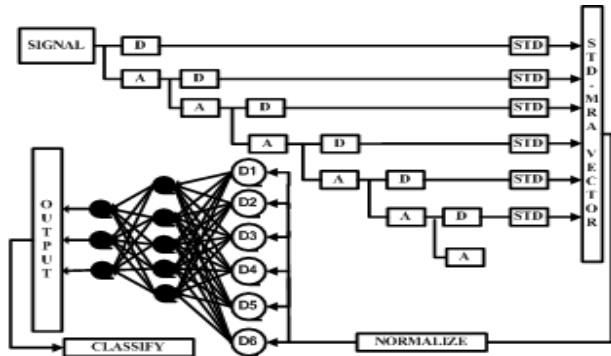 SIGNAL
D
STD
A
D
STD
A
D
STD
A
D
STD
A
D
STD
A
D
STD
A
STD-MRA VECTOR
D1
D2
D3
D4
D5
D6
OUTPUT
CLASSIFY
NORMALIZE